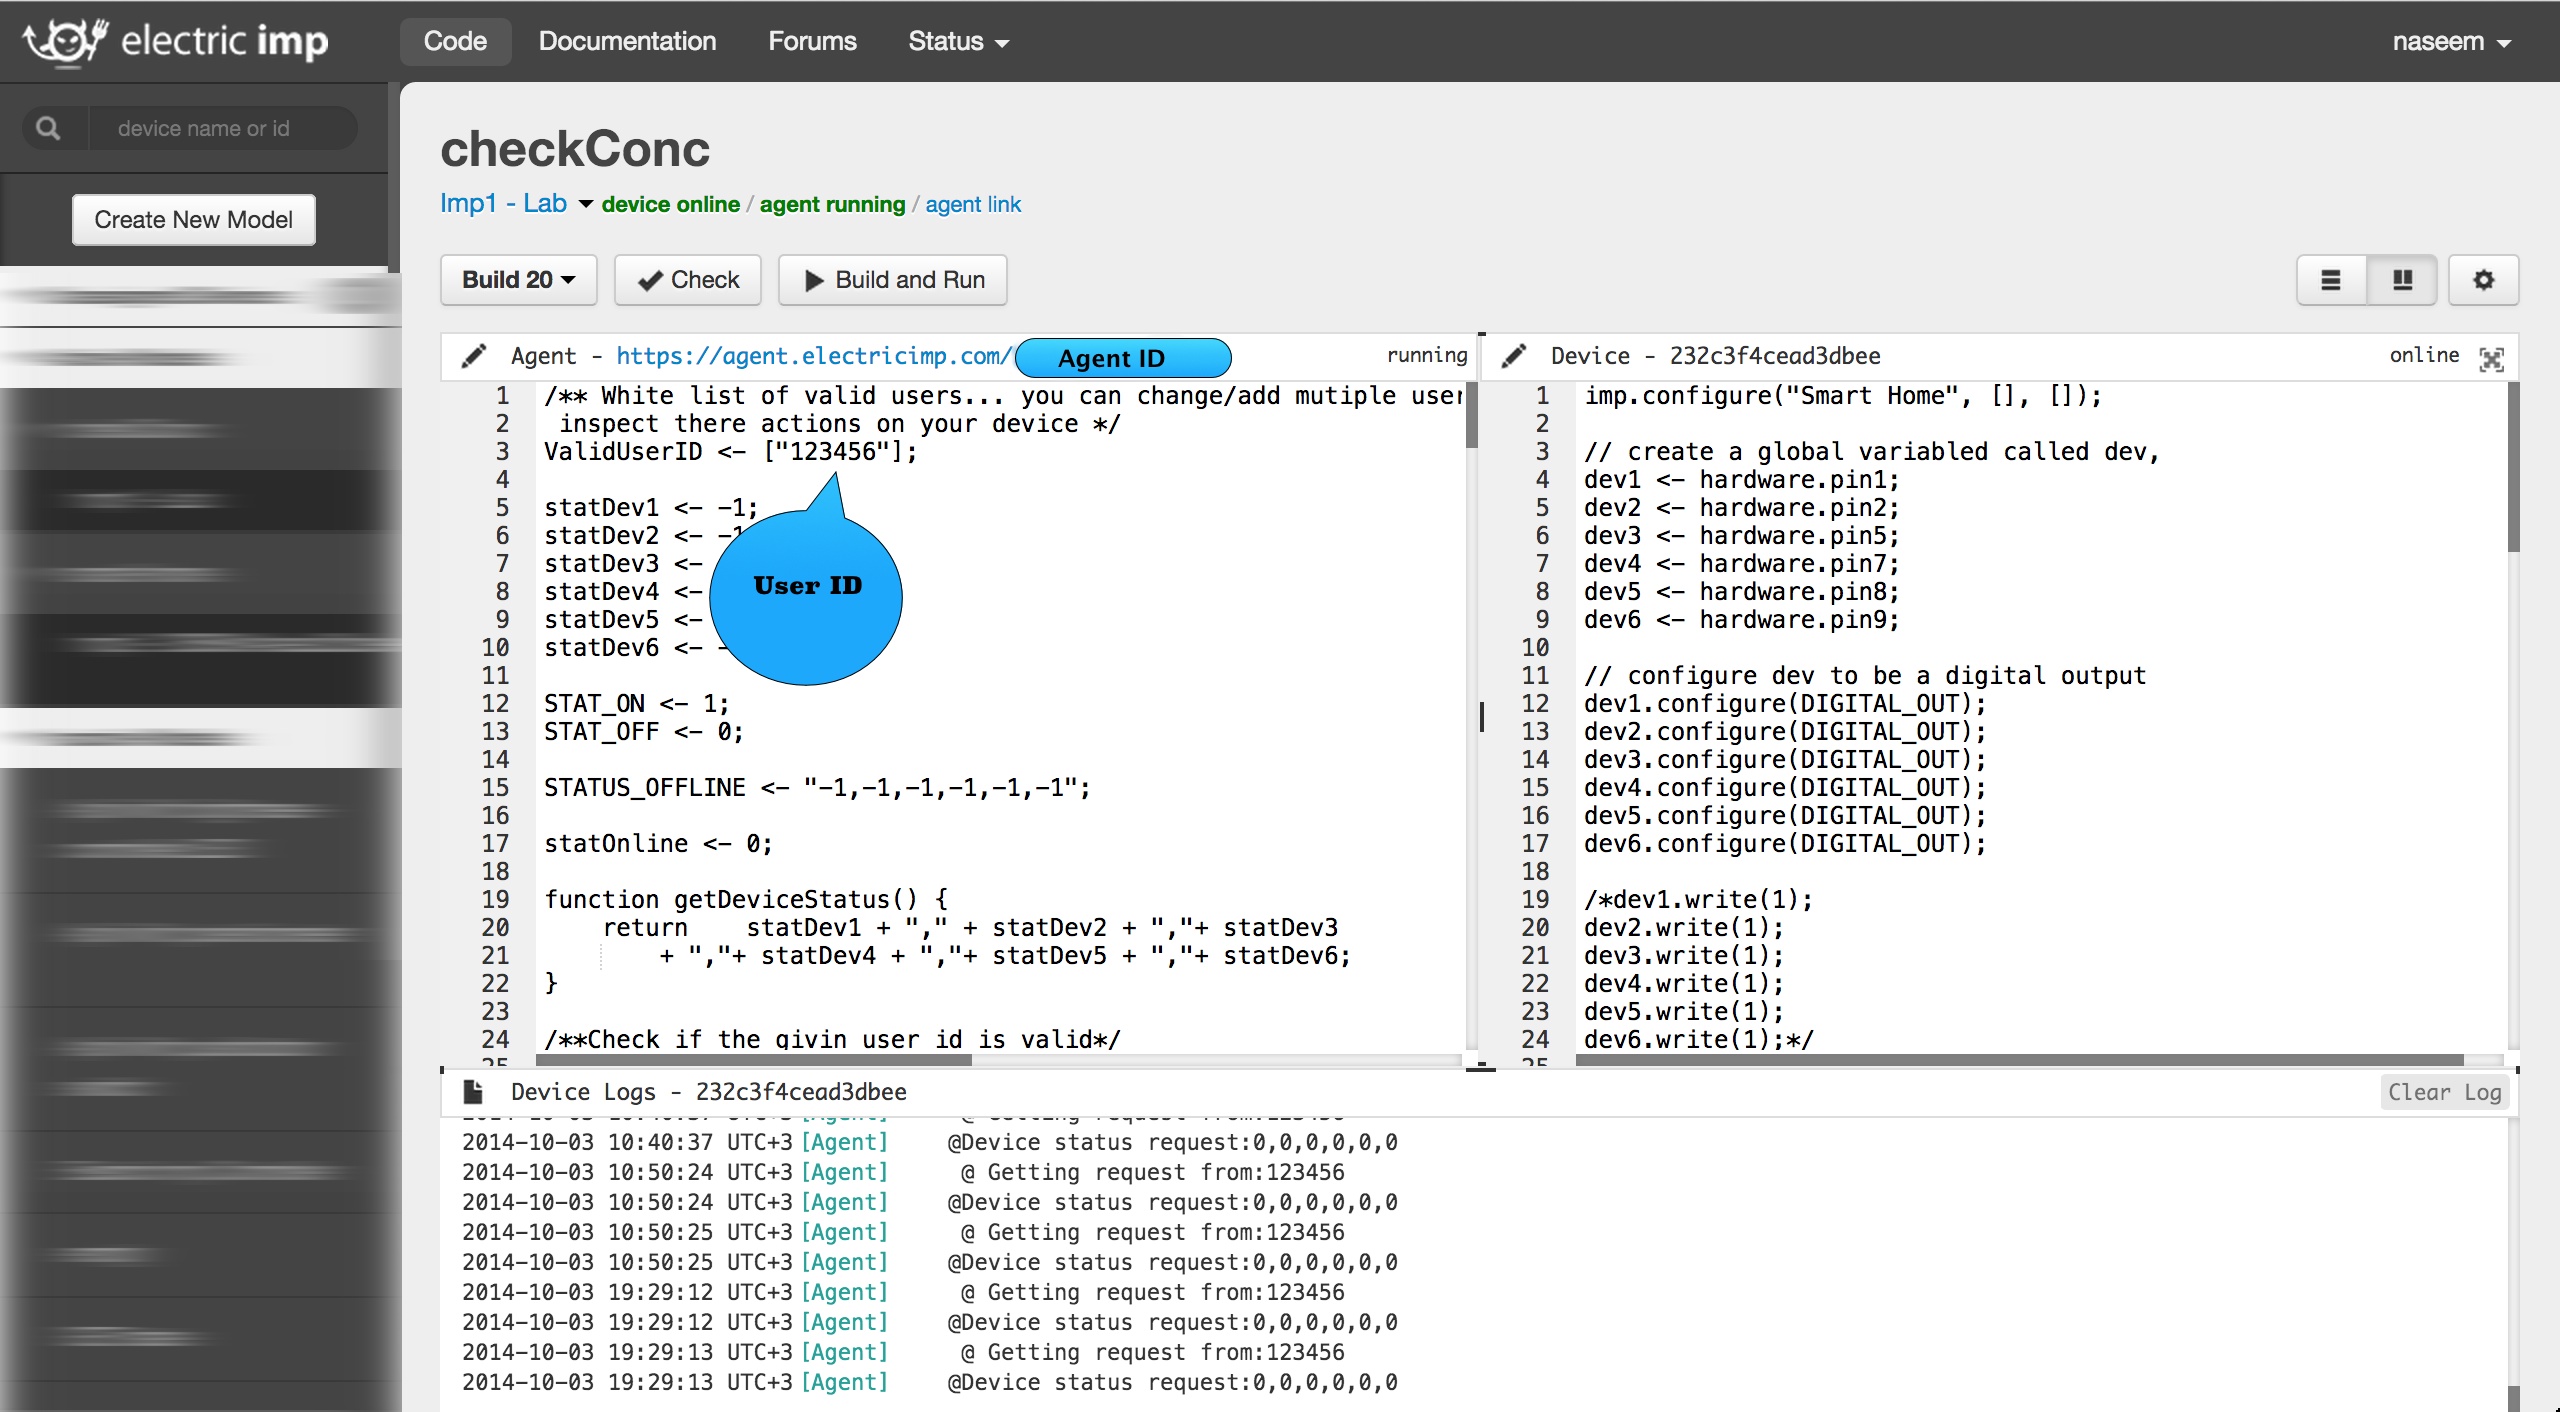 electric imp
Code Documentation Forums Status
naseem
device name or id
Create New Model
checkConc
Imp1 - Lab device online / agent running / agent link
Build 20 Check Build and Run
Agent - https://agent.electricimp.com/ Agent ID running
1 /** White list of valid users... you can change/add mutiple user
2 inspect there actions on your device */
3 ValidUserID <- ["123456"];
4
5 statDev1 <- -1;
6 statDev2 <- -1
7 statDev3 <-
8 statDev4 <-
9 statDev5 <-
10 statDev6 <- -
User ID
11
12 STAT_ON <- 1;
13 STAT_OFF <- 0;
14
15 STATUS_OFFLINE <- "-1,-1,-1,-1,-1,-1";
16
17 statOnline <- 0;
18
19 function getDeviceStatus() {
20 return statDev1 + "," + statDev2 + ","+ statDev3
21 + ","+ statDev4 + ","+ statDev5 + ","+ statDev6;
22 }
23
24 /**Check if the givin user id is valid*/
25
Device - 232c3f4cead3dbee online
1 imp.configure("Smart Home", [], []);
2
3 // create a global variabled called dev,
4 dev1 <- hardware.pin1;
5 dev2 <- hardware.pin2;
6 dev3 <- hardware.pin5;
7 dev4 <- hardware.pin7;
8 dev5 <- hardware.pin8;
9 dev6 <- hardware.pin9;
10
11 // configure dev to be a digital output
12 dev1.configure(DIGITAL_OUT);
13 dev2.configure(DIGITAL_OUT);
14 dev3.configure(DIGITAL_OUT);
15 dev4.configure(DIGITAL_OUT);
16 dev5.configure(DIGITAL_OUT);
17 dev6.configure(DIGITAL_OUT);
18
19 /*dev1.write(1);
20 dev2.write(1);
21 dev3.write(1);
22 dev4.write(1);
23 dev5.write(1);
24 dev6.write(1);*/
25
Device Logs - 232c3f4cead3dbee Clear Log
2014-10-03 10:40:37 UTC+3 [Agent] @ Getting request from:123456
2014-10-03 10:40:37 UTC+3 [Agent] @Device status request:0,0,0,0,0,0
2014-10-03 10:50:24 UTC+3 [Agent] @ Getting request from:123456
2014-10-03 10:50:24 UTC+3 [Agent] @Device status request:0,0,0,0,0,0
2014-10-03 10:50:25 UTC+3 [Agent] @ Getting request from:123456
2014-10-03 10:50:25 UTC+3 [Agent] @Device status request:0,0,0,0,0,0
2014-10-03 19:29:12 UTC+3 [Agent] @ Getting request from:123456
2014-10-03 19:29:12 UTC+3 [Agent] @Device status request:0,0,0,0,0,0
2014-10-03 19:29:13 UTC+3 [Agent] @ Getting request from:123456
2014-10-03 19:29:13 UTC+3 [Agent] @Device status request:0,0,0,0,0,0